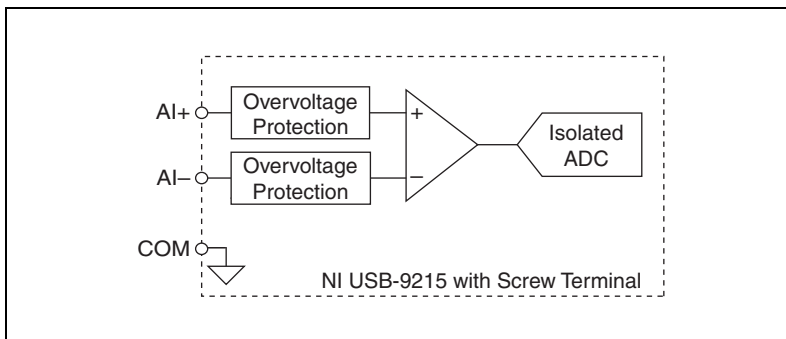 AI+
Overvoltage
Protection
+
Isolated
ADC
AI–
Overvoltage
Protection
–
COM
NI USB-9215 with Screw Terminal